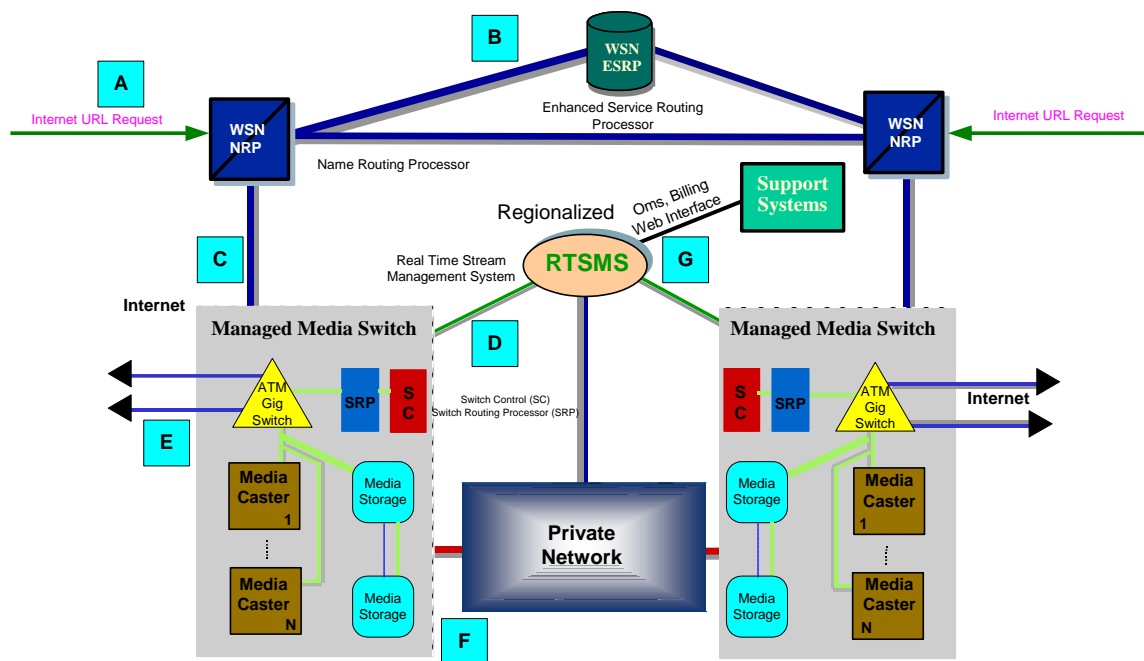 B
WSN
ESRP
A
Internet URL Request
WSN
NRP
Enhanced Service Routing
Processor
WSN
NRP
Internet URL Request
Name Routing Processor
Support
Systems
Oms, Billing
Web Interface
Regionalized
C
Real Time Stream
Management System
RTSMS
G
Internet
Managed Media Switch
D
Managed Media Switch
ATM
Gig
Switch
SRP
S
C
Switch Control (SC)
Switch Routing Processor (SRP)
S
C
SRP
ATM
Gig
Switch
Internet
E
Media
Caster
1
Media
Storage
Media
Storage
Media
Caster
1
Private
Network
Media
Caster
N
Media
Storage
Media
Storage
Media
Caster
N
F